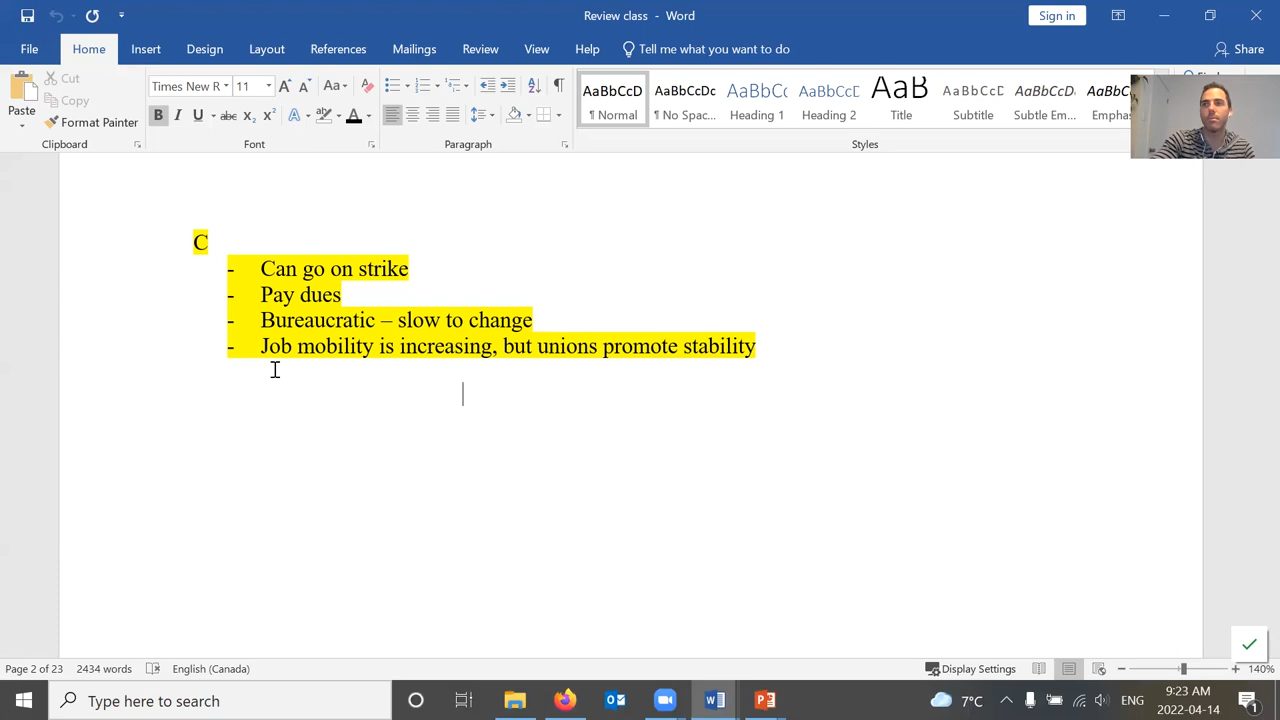 Review class - Word
Sign in
File Home Insert Design Layout References Mailings Review View Help Tell me what you want to do Share
Paste
Cut
Copy
Format Painter
Clipboard
Times New R 11
Font
Paragraph
AaBbCcD AaBbCcDc AaBbCc AaBbCcE AaB AaBbCcD AaBbCcD
¶ Normal ¶ No Spac... Heading 1 Heading 2 Title Subtitle Subtle Em...
Styles
C
- Can go on strike
- Pay dues
- Bureaucratic – slow to change
- Job mobility is increasing, but unions promote stability
Page 2 of 23 2434 words English (Canada) Display Settings 140%
Type here to search
7°C ENG
9:23 AM
2022-04-14